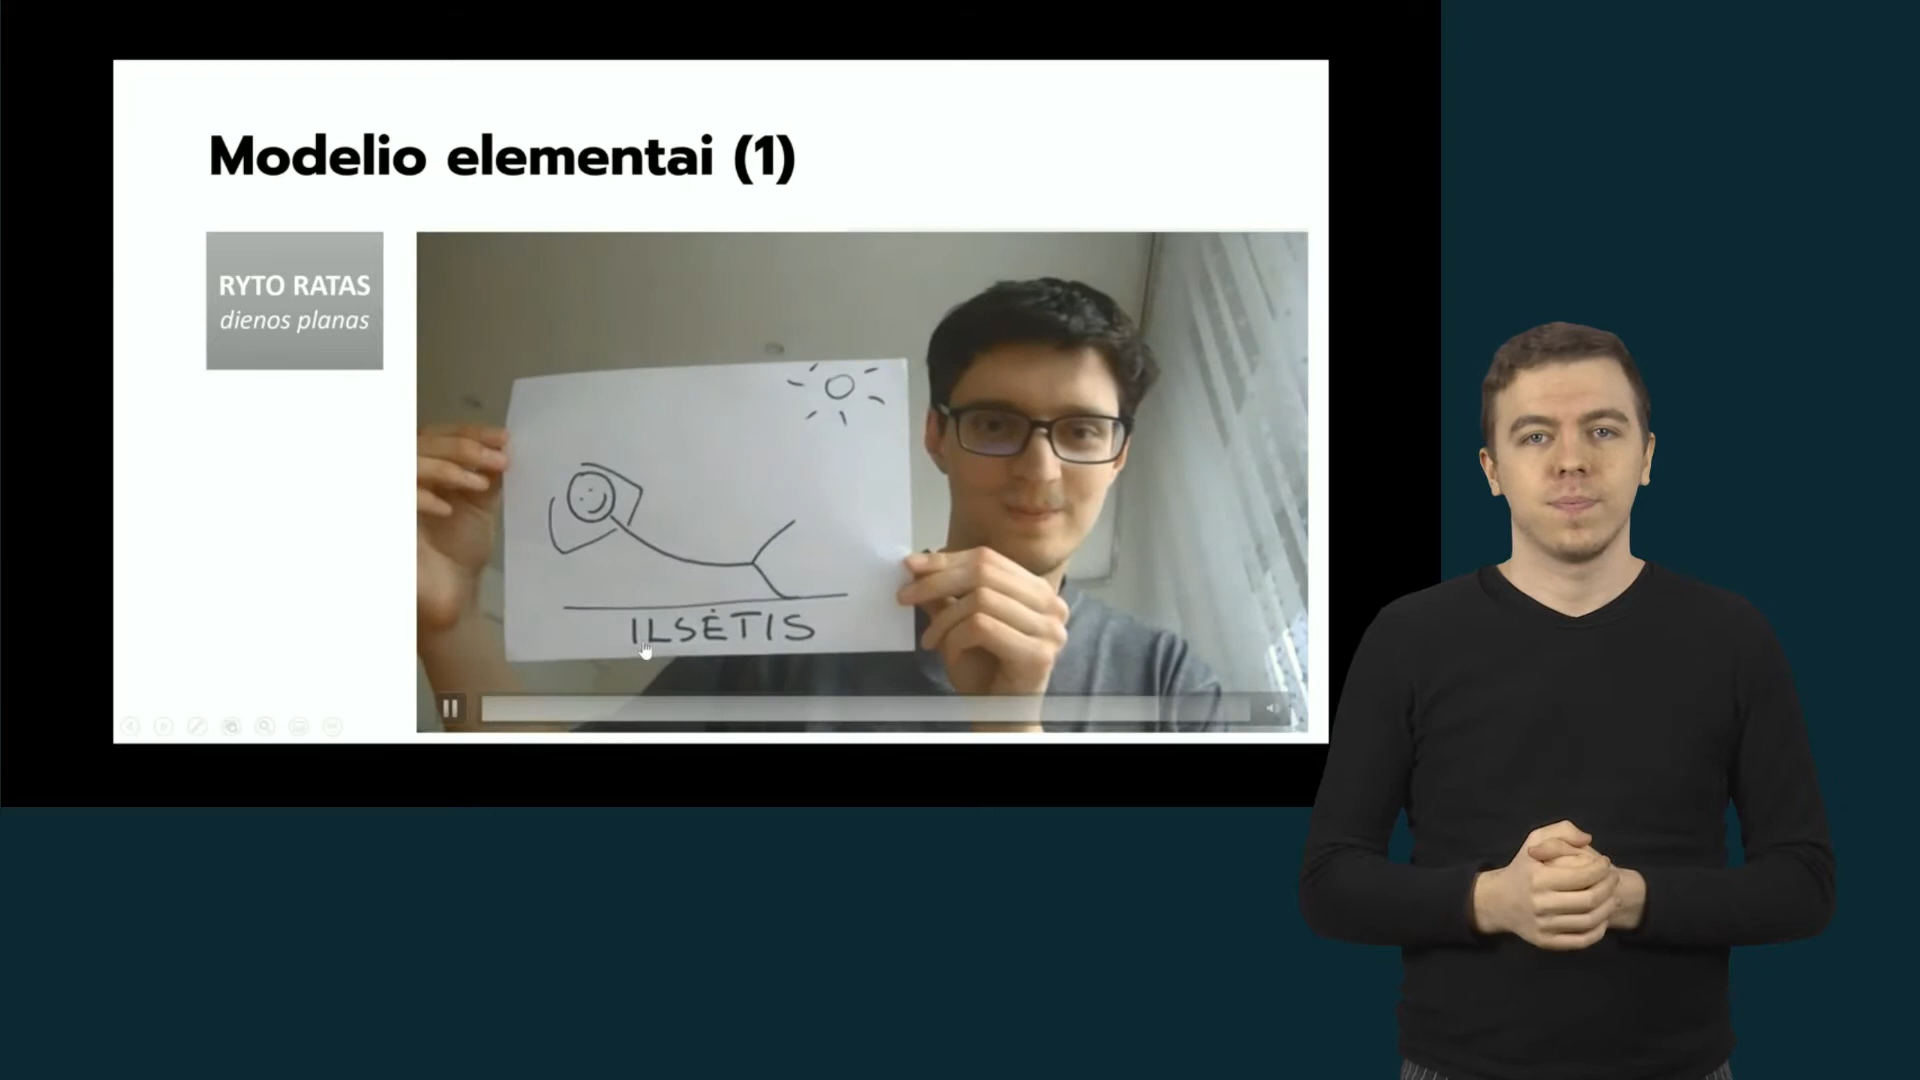 Modelio elementai (1)
RYTO RATAS
dienos planas
ILSĖTIS